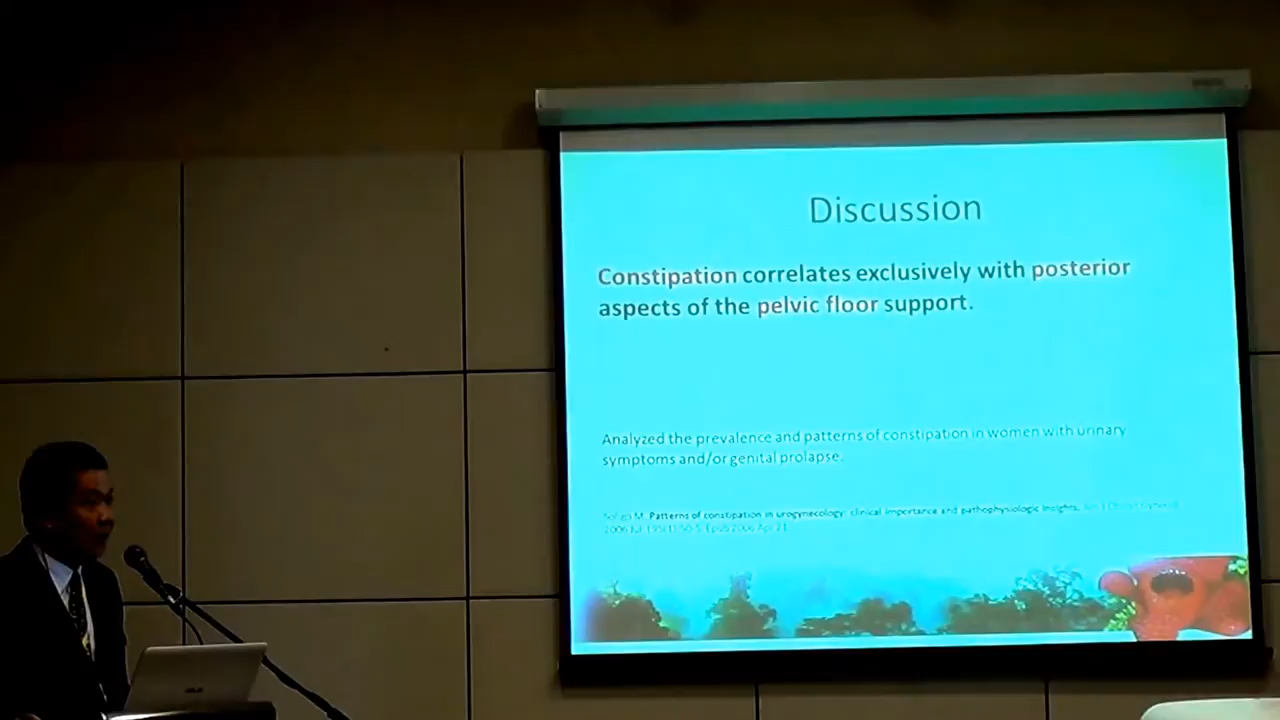 Discussion
Constipation correlates exclusively with posterior
aspects of the pelvic floor support.
Analyzed the prevalence and patterns of constipation in women with urinary
symptoms and/or genital prolapse.
M. Patterns of constipation in urogynecology: clinical importance and pathophysiologic insights.
2006 Jul